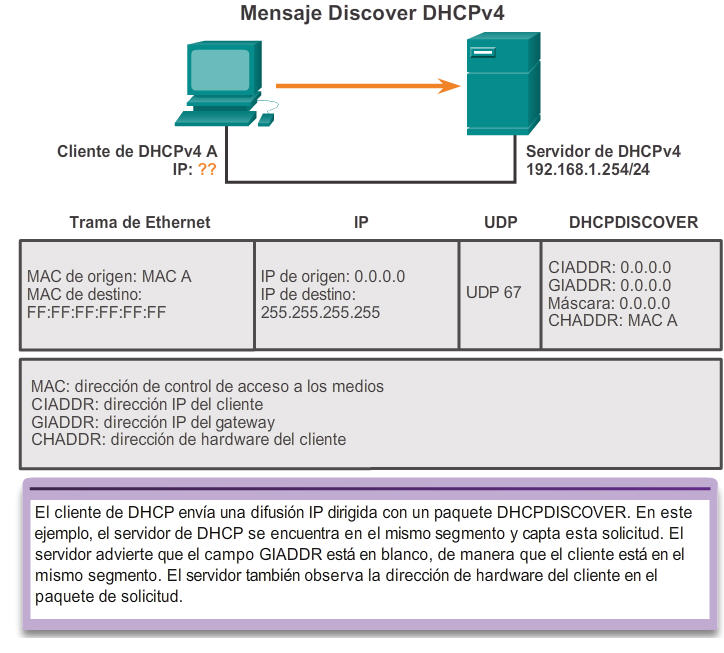 Mensaje Discover DHCPv4
Cliente de DHCPv4 A
IP: ??
Servidor de DHCPv4
192.168.1.254/24
Trama de Ethernet
IP
UDP
DHCPDISCOVER
MAC de origen: MAC A
MAC de destino:
FF:FF:FF:FF:FF:FF
IP de origen: 0.0.0.0
IP de destino:
255.255.255.255
UDP 67
CIADDR: 0.0.0.0
GIADDR: 0.0.0.0
Máscara: 0.0.0.0
CHADDR: MAC A
MAC: dirección de control de acceso a los medios
CIADDR: dirección IP del cliente
GIADDR: dirección IP del gateway
CHADDR: dirección de hardware del cliente
El cliente de DHCP envía una difusión IP dirigida con un paquete DHCPDISCOVER. En este
ejemplo, el servidor de DHCP se encuentra en el mismo segmento y capta esta solicitud. El
servidor advierte que el campo GIADDR está en blanco, de manera que el cliente está en el
mismo segmento. El servidor también observa la dirección de hardware del cliente en el
paquete de solicitud.